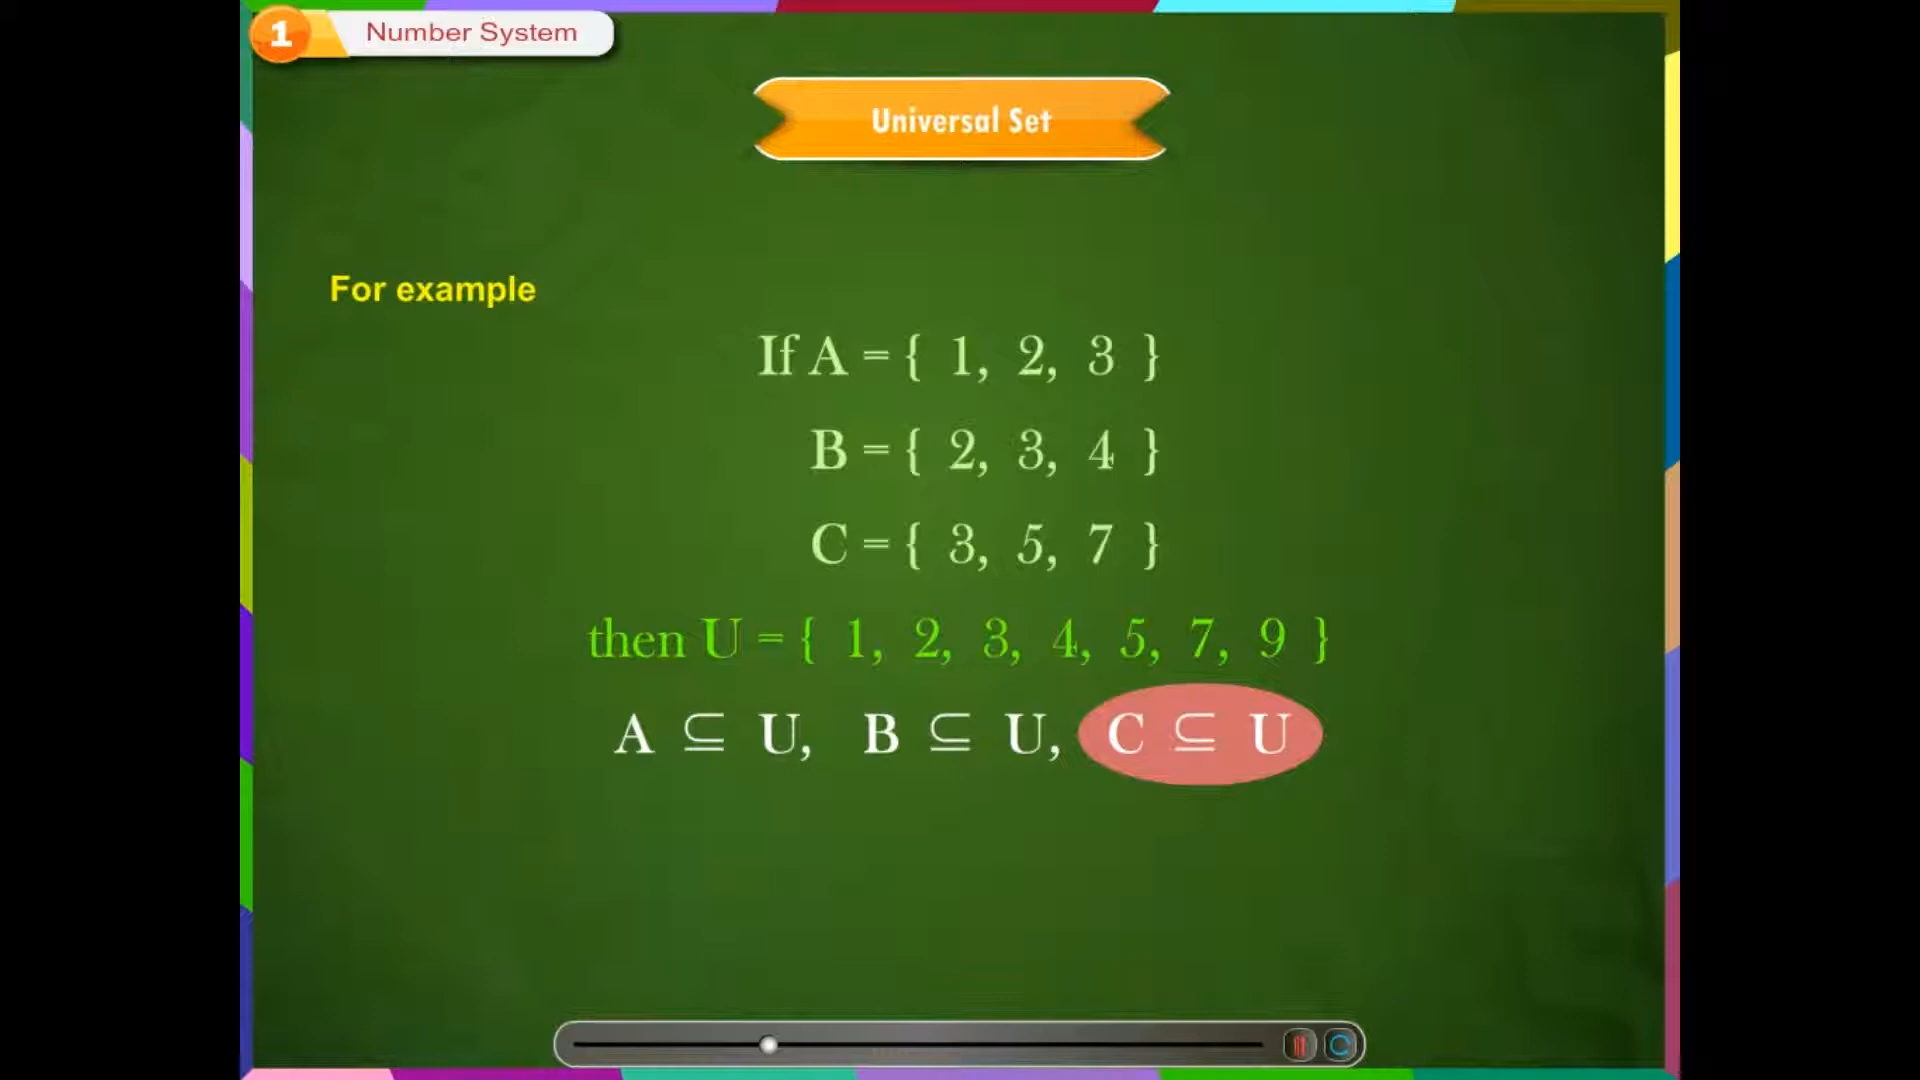 1 Number System
Universal Set
For example
If A = { 1, 2, 3 }
B = { 2, 3, 4 }
C = { 3, 5, 7 }
then U = { 1, 2, 3, 4, 5, 7, 9 }
A ⊆ U, B ⊆ U, C ⊆ U